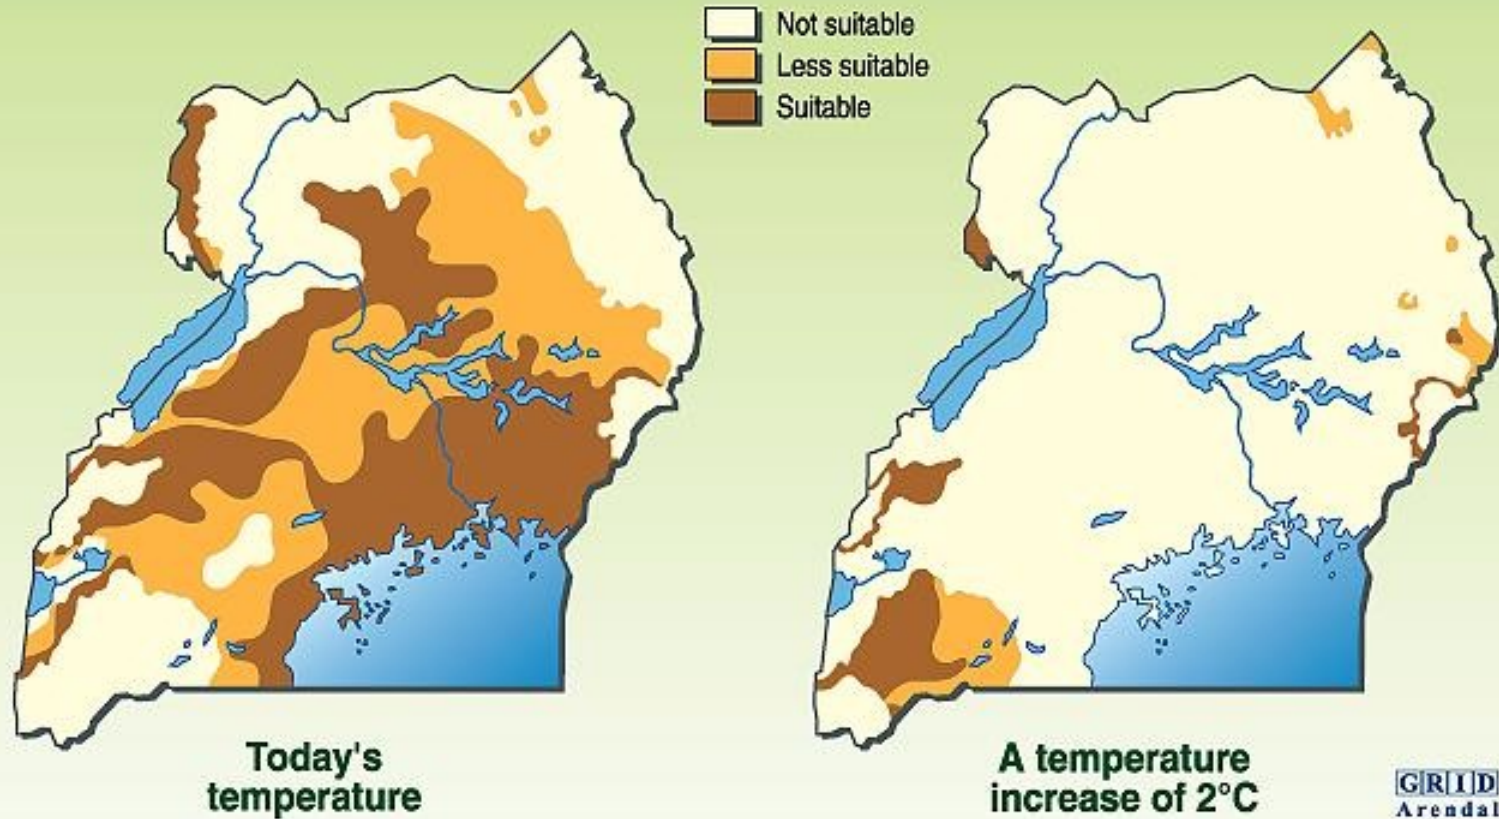 Not suitable
Less suitable
Suitable
Today's
temperature
A temperature
increase of 2°C
GRID
Arendal